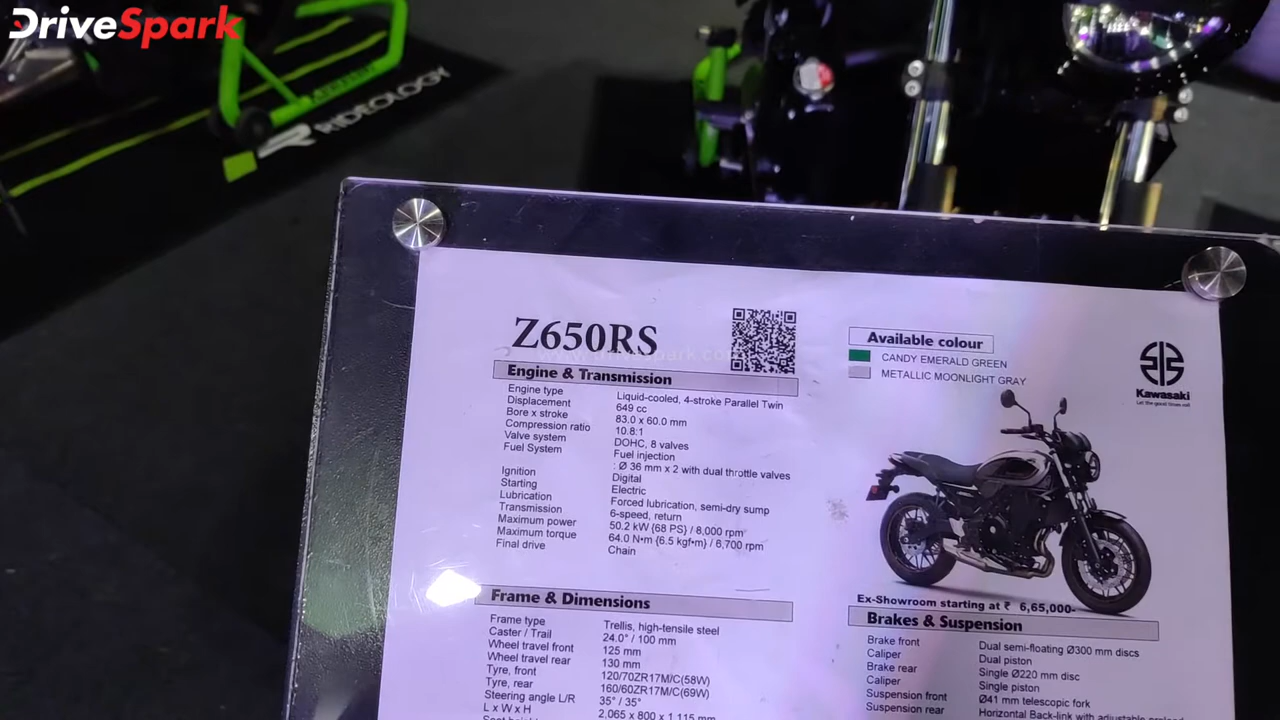 DriveSpark
RIDEOLOGY
Z650RS
Available colour
CANDY EMERALD GREEN
METALLIC MOONLIGHT GRAY
Kawasaki
Let the good times roll
Engine & Transmission
Engine type Liquid-cooled, 4-stroke Parallel Twin
Displacement 649 cc
Bore x stroke 83.0 x 60.0 mm
Compression ratio 10.8:1
Valve system DOHC, 8 valves
Fuel System Fuel injection
: Ø 36 mm x 2 with dual throttle valves
Ignition Digital
Starting Electric
Lubrication Forced lubrication, semi-dry sump
Transmission 6-speed, return
Maximum power 50.2 kW {68 PS} / 8,000 rpm
Maximum torque 64.0 N•m {6.5 kgf•m} / 6,700 rpm
Final drive Chain
Ex-Showroom starting at ₹ 6,65,000-
Frame & Dimensions
Frame type Trellis, high-tensile steel
Caster / Trail 24.0° / 100 mm
Wheel travel front 125 mm
Wheel travel rear 130 mm
Tyre, front 120/70ZR17M/C(58W)
Tyre, rear 160/60ZR17M/C(69W)
Steering angle L/R 35° / 35°
L x W x H 2,065 x 800 x 1,115 mm
Brakes & Suspension
Brake front Dual semi-floating Ø300 mm discs
Caliper Dual piston
Brake rear Single Ø220 mm disc
Caliper Single piston
Suspension front Ø41 mm telescopic fork
Suspension rear Horizontal Back-link with adjustable